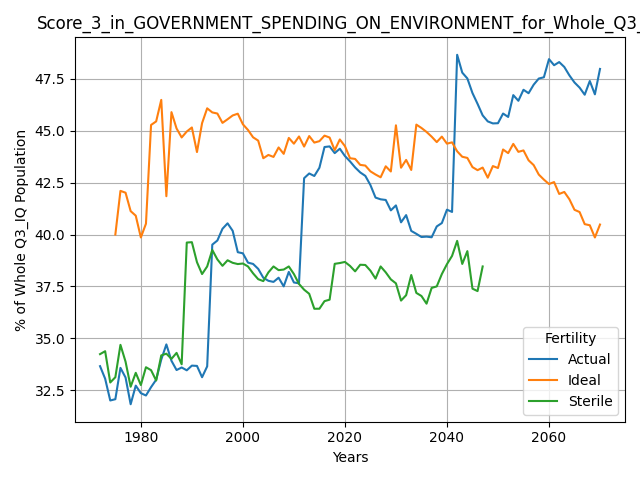 Score_3_in_GOVERNMENT_SPENDING_ON_ENVIRONMENT_for_Whole_Q3_
47.5
45.0
42.5
40.0
37.5
35.0
32.5
% of Whole Q3_IQ Population
Fertility
Actual
Ideal
Sterile
1980
2000
2020
2040
2060
Years